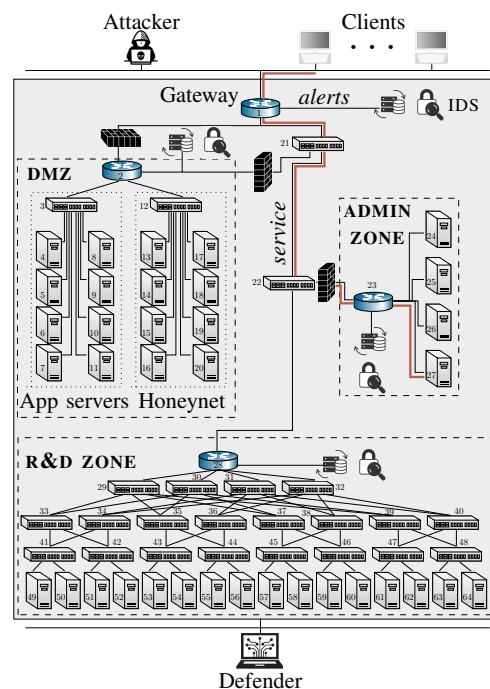 Attacker Clients
Gateway alerts IDS
1
21
DMZ 2
3 12
ADMIN
ZONE
service
4 8 13 17 24
5 9 14 18 25
22 23
6 10 15 19 26
7 11 16 20 27
App servers Honeynet
R&D ZONE 28
29 30 31 32
33 34 35 36 37 38 39 40
41 42 43 44 45 46 47 48
49 50 51 52 53 54 55 56 57 58 59 60 61 62 63 64
Defender